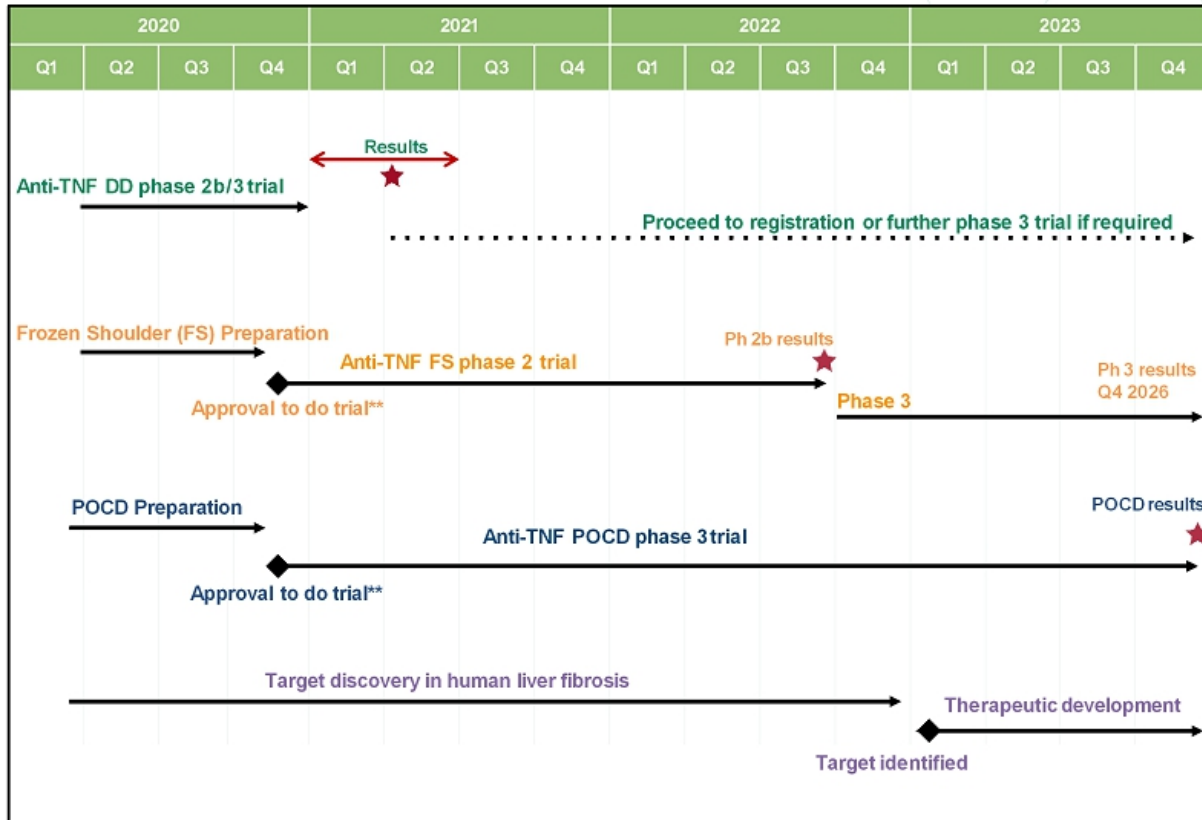 2020 2021 2022 2023
Q1 Q2 Q3 Q4 Q1 Q2 Q3 Q4 Q1 Q2 Q3 Q4 Q1 Q2 Q3 Q4
Results
Anti-TNF DD phase 2b/3 trial
Proceed to registration or further phase 3 trial if required
Frozen Shoulder (FS) Preparation
Ph 2b results
Anti-TNF FS phase 2 trial
Ph 3 results
Q4 2026
Approval to do trial**
Phase 3
POCD Preparation
POCD results
Anti-TNF POCD phase 3 trial
Approval to do trial**
Target discovery in human liver fibrosis
Therapeutic development
Target identified